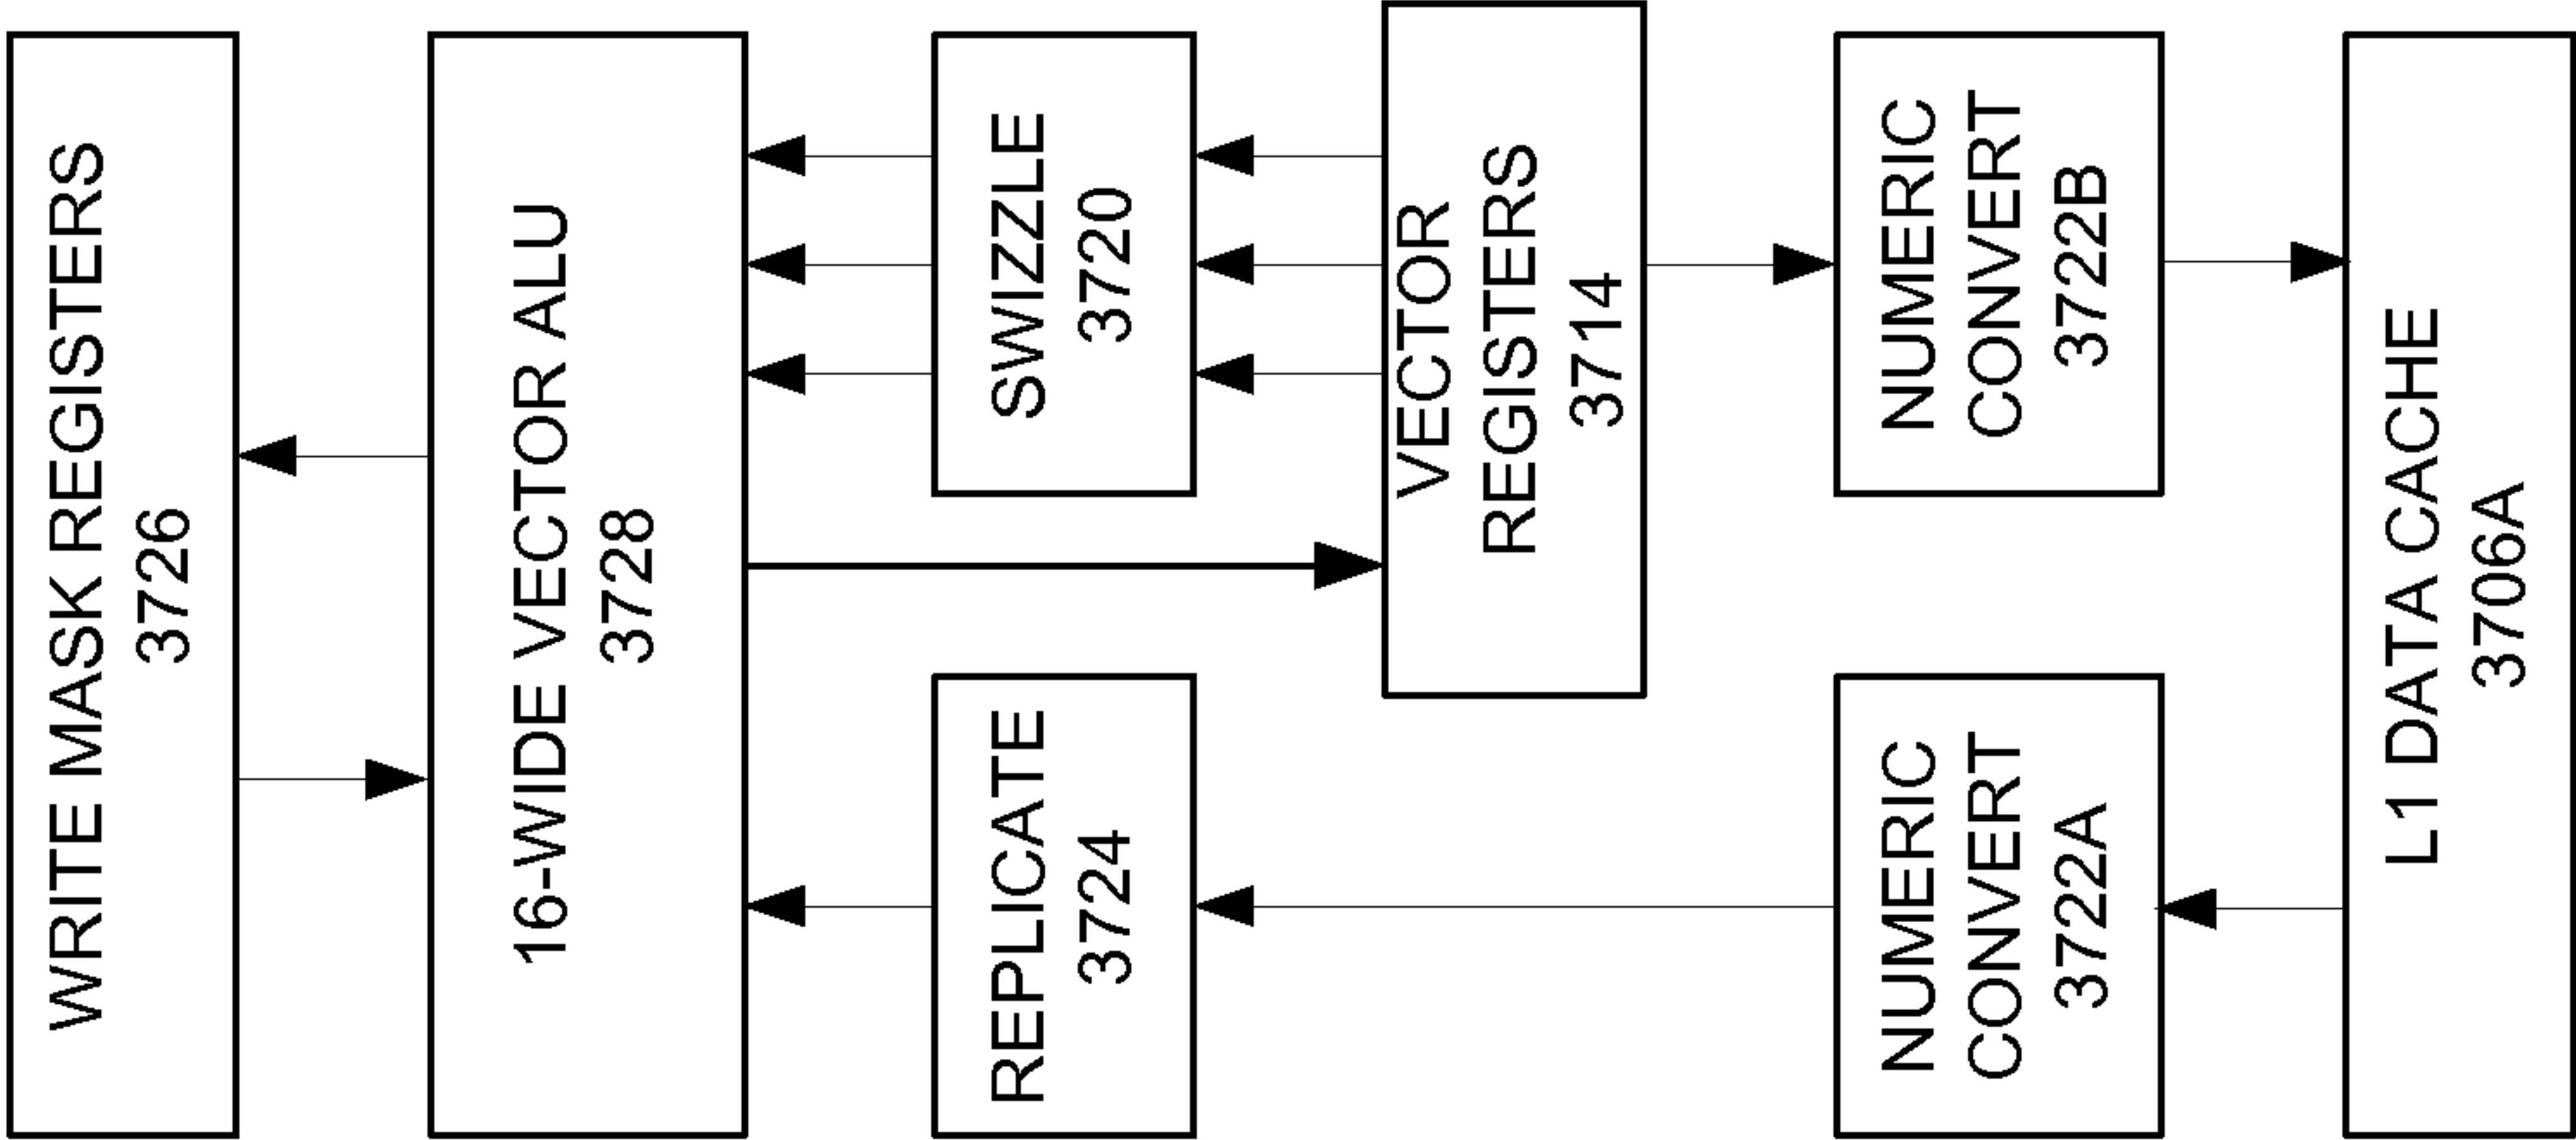 WRITE MASK REGISTERS
3726
16-WIDE VECTOR ALU
3728
REPLICATE
3724
SWIZZLE
3720
VECTOR
REGISTERS
3714
NUMERIC
CONVERT
3722A
NUMERIC
CONVERT
3722B
L1 DATA CACHE
3706A